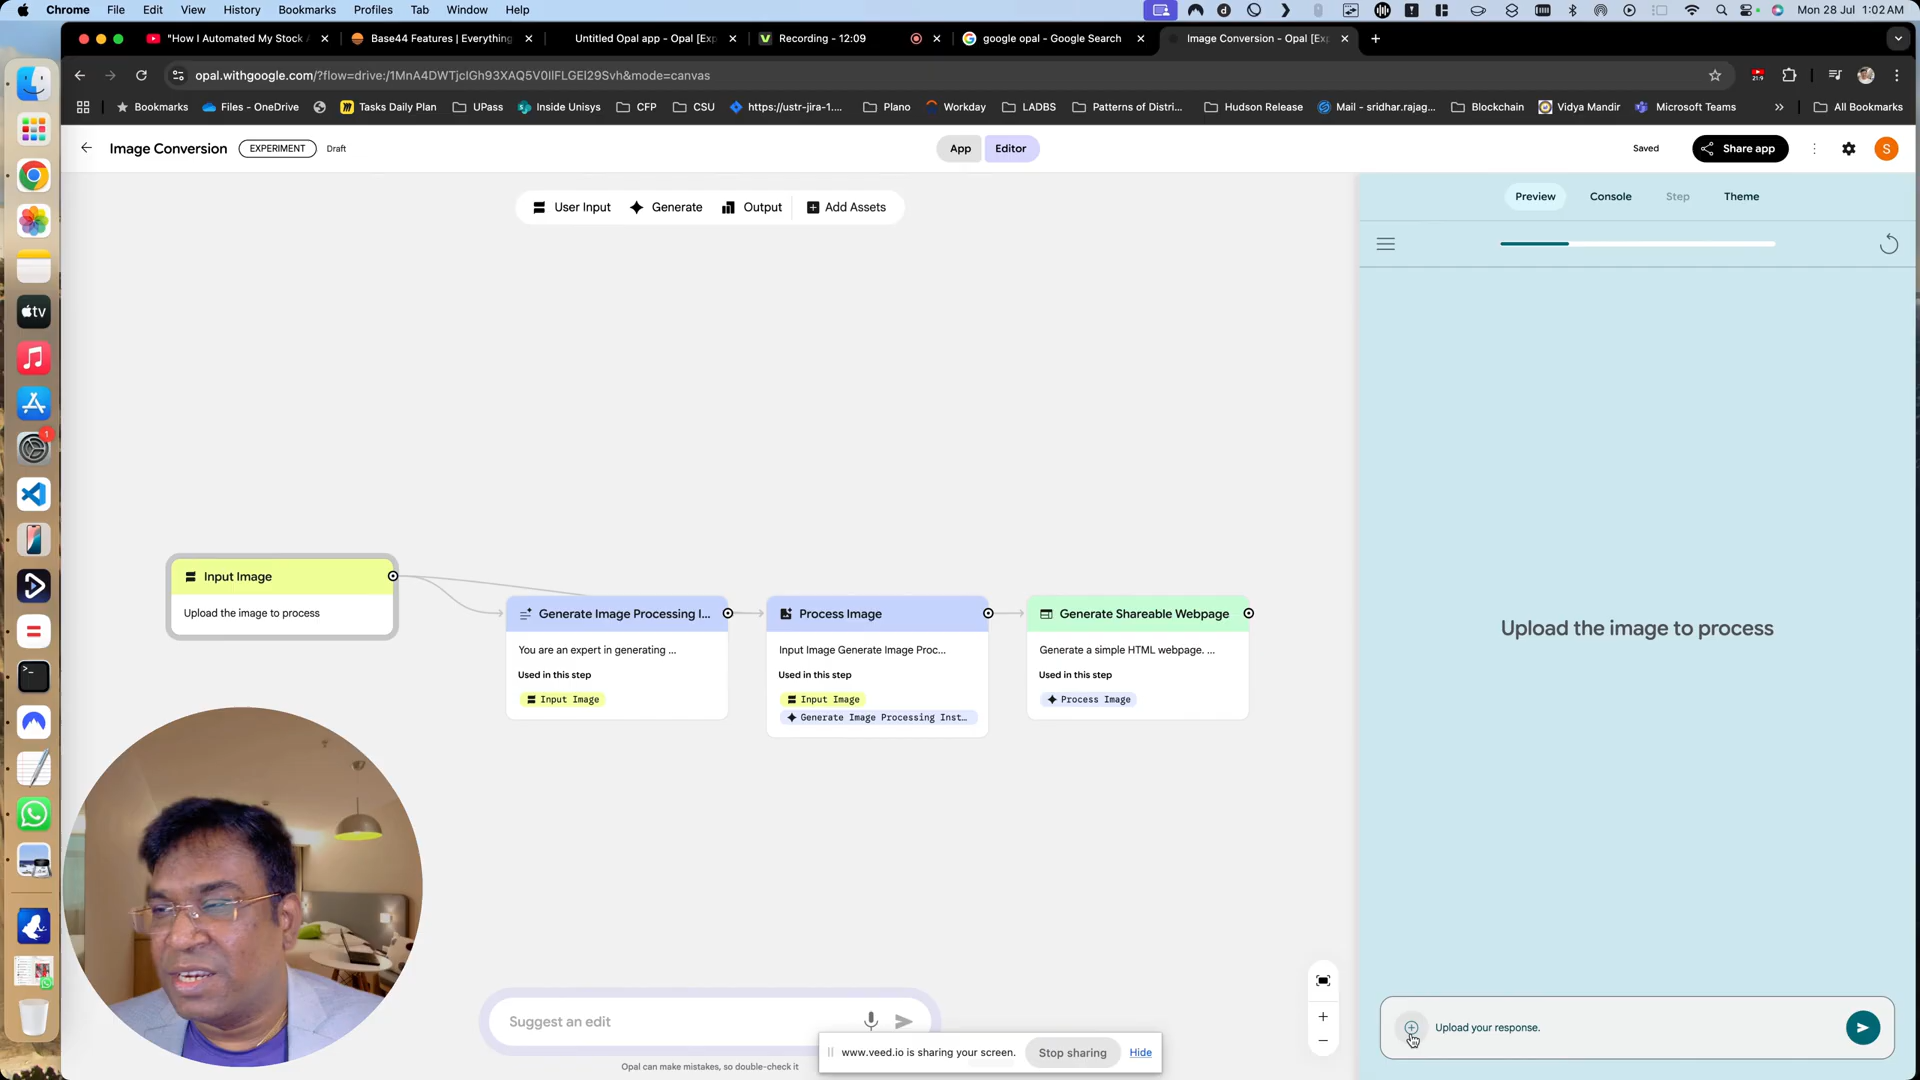 Chrome File Edit View History Bookmarks Profiles Tab Window Help
Mon 28 Jul 1:02 AM
"How I Automated My Stock
Base44 Features | Everything
Untitled Opal app - Opal [Exp
Recording - 12:09
google opal - Google Search
Image Conversion - Opal [Exp
opal.withgoogle.com/?flow=drive:/1MnA4DWTjcIGh93XAQ5V0IlFLGEl29Svh&mode=canvas
21.9
Bookmarks
Files - OneDrive
Tasks Daily Plan
UPass
Inside Unisys
CFP
CSU
https://ustr-jira-1....
Plano
Workday
LADBS
Patterns of Distri...
Hudson Release
Mail - sridhar.rajag...
Blockchain
Vidya Mandir
Microsoft Teams
All Bookmarks
Image Conversion
EXPERIMENT
Draft
App
Editor
Saved
Share app
S
User Input
Generate
Output
Add Assets
Preview
Console
Step
Theme
tv
1
Input Image
Upload the image to process
Generate Image Processing I...
You are an expert in generating ...
Used in this step
Input Image
Process Image
Input Image Generate Image Proc...
Used in this step
Input Image
Generate Image Processing Inst...
Generate Shareable Webpage
Generate a simple HTML webpage. ...
Used in this step
Process Image
Upload the image to process
Suggest an edit
Opal can make mistakes, so double-check it
www.veed.io is sharing your screen.
Stop sharing
Hide
Upload your response.